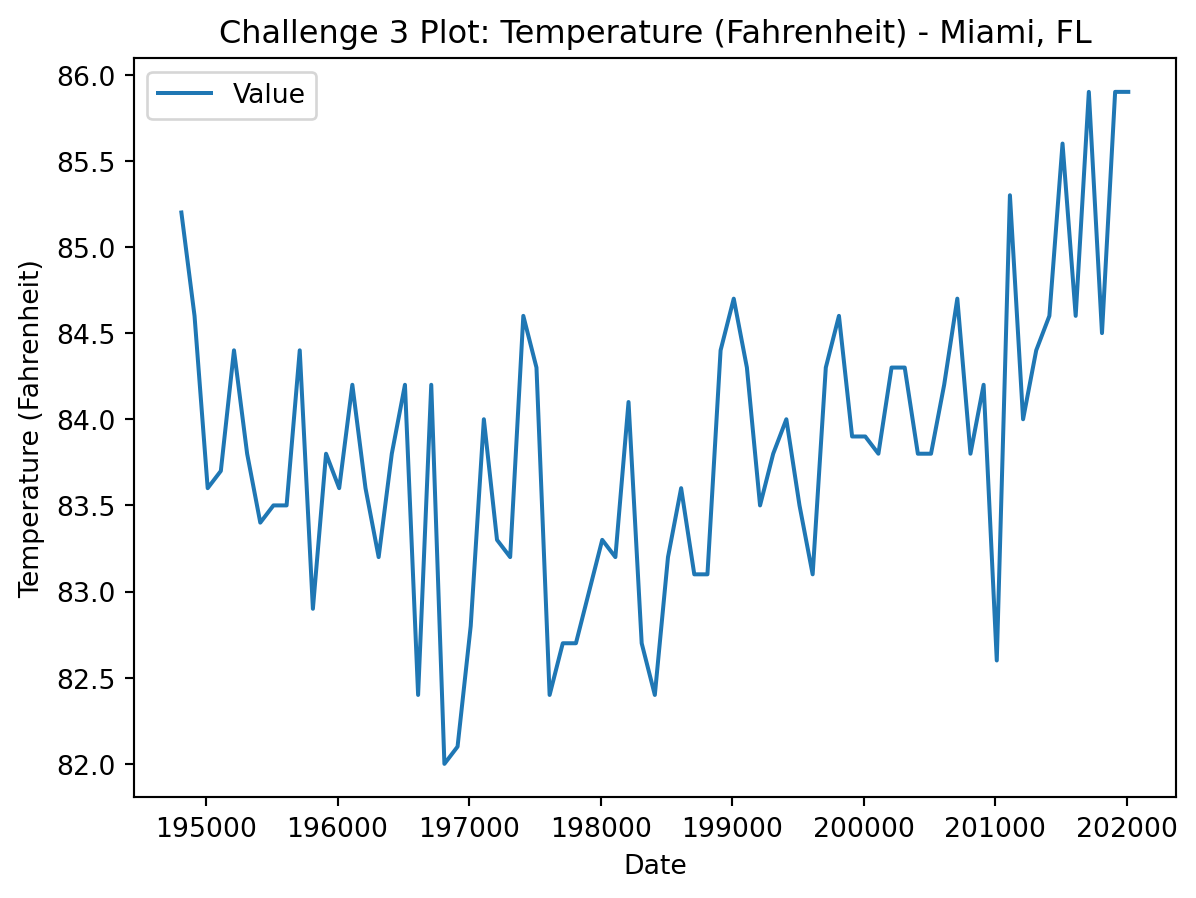 Challenge 3 Plot: Temperature (Fahrenheit) - Miami, FL
Value
86.0
85.5
85.0
84.5
84.0
83.5
83.0
82.5
82.0
Temperature (Fahrenheit)
195000 196000 197000 198000 199000 200000 201000 202000
Date